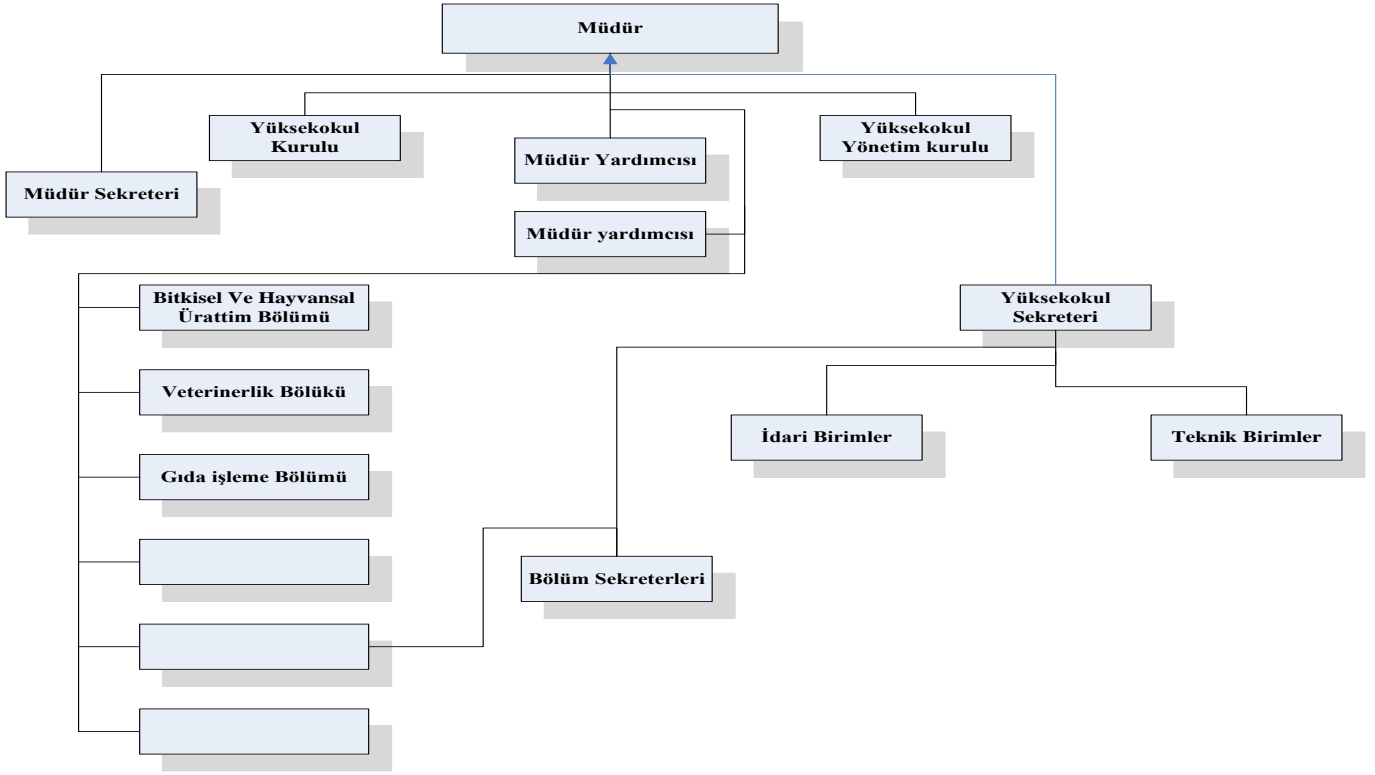 Müdür
Yüksekokul
Kurulu
Müdür Yardımcısı
Yüksekokul
Yönetim kurulu
Müdür Sekreteri
Müdür yardımcısı
Bitkisel Ve Hayvansal
Ürattim Bölümü
Yüksekokul
Sekreteri
Veterinerlik Bölükü
İdari Birimler
Teknik Birimler
Gıda işleme Bölümü
Bölüm Sekreterleri